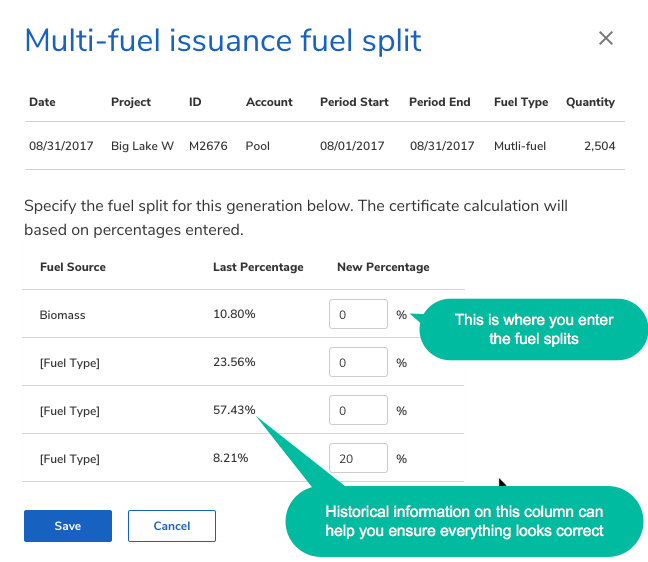 Multi-fuel issuance fuel split
Date Project ID Account Period Start Period End Fuel Type Quantity
08/31/2017 Big Lake W M2676 Pool 08/01/2017 08/31/2017 Mutli-fuel 2,504
Specify the fuel split for this generation below. The certificate calculation will
based on percentages entered.
Fuel Source Last Percentage New Percentage
Biomass 10.80% 0 %
This is where you enter
the fuel splits
[Fuel Type] 23.56% 0 %
[Fuel Type] 57.43% 0 %
[Fuel Type] 8.21% 20 %
Historical information on this column can
help you ensure everything looks correct
Save Cancel